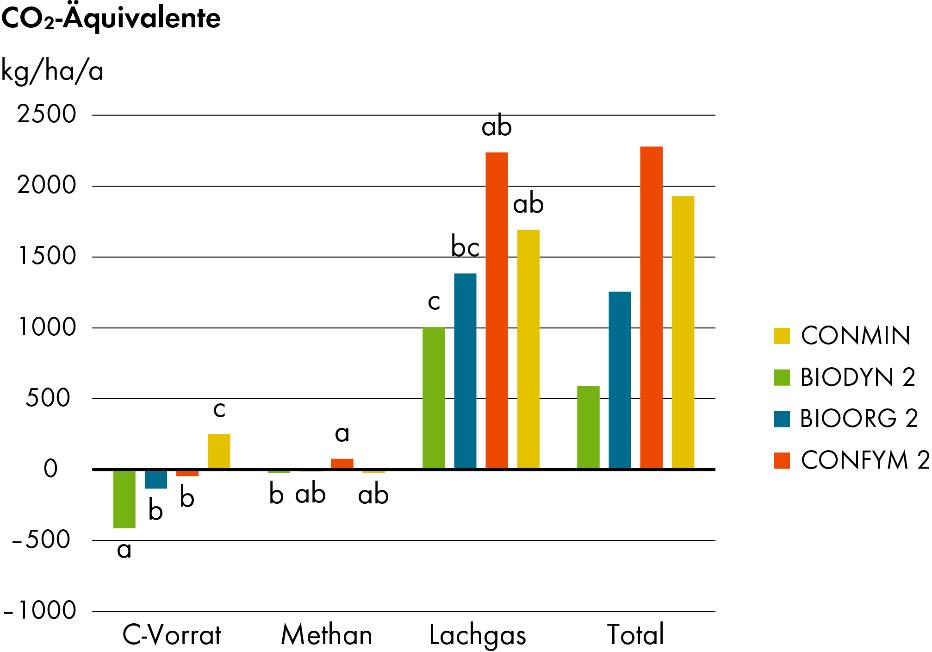 CO₂-Äquivalente
kg/ha/a
2500
2000
1500
1000
500
0
–500
–1000
a
b
b
c
b
ab
a
ab
c
bc
ab
ab
C-Vorrat
Methan
Lachgas
Total
CONMIN
BIODYN 2
BIOORG 2
CONFYM 2